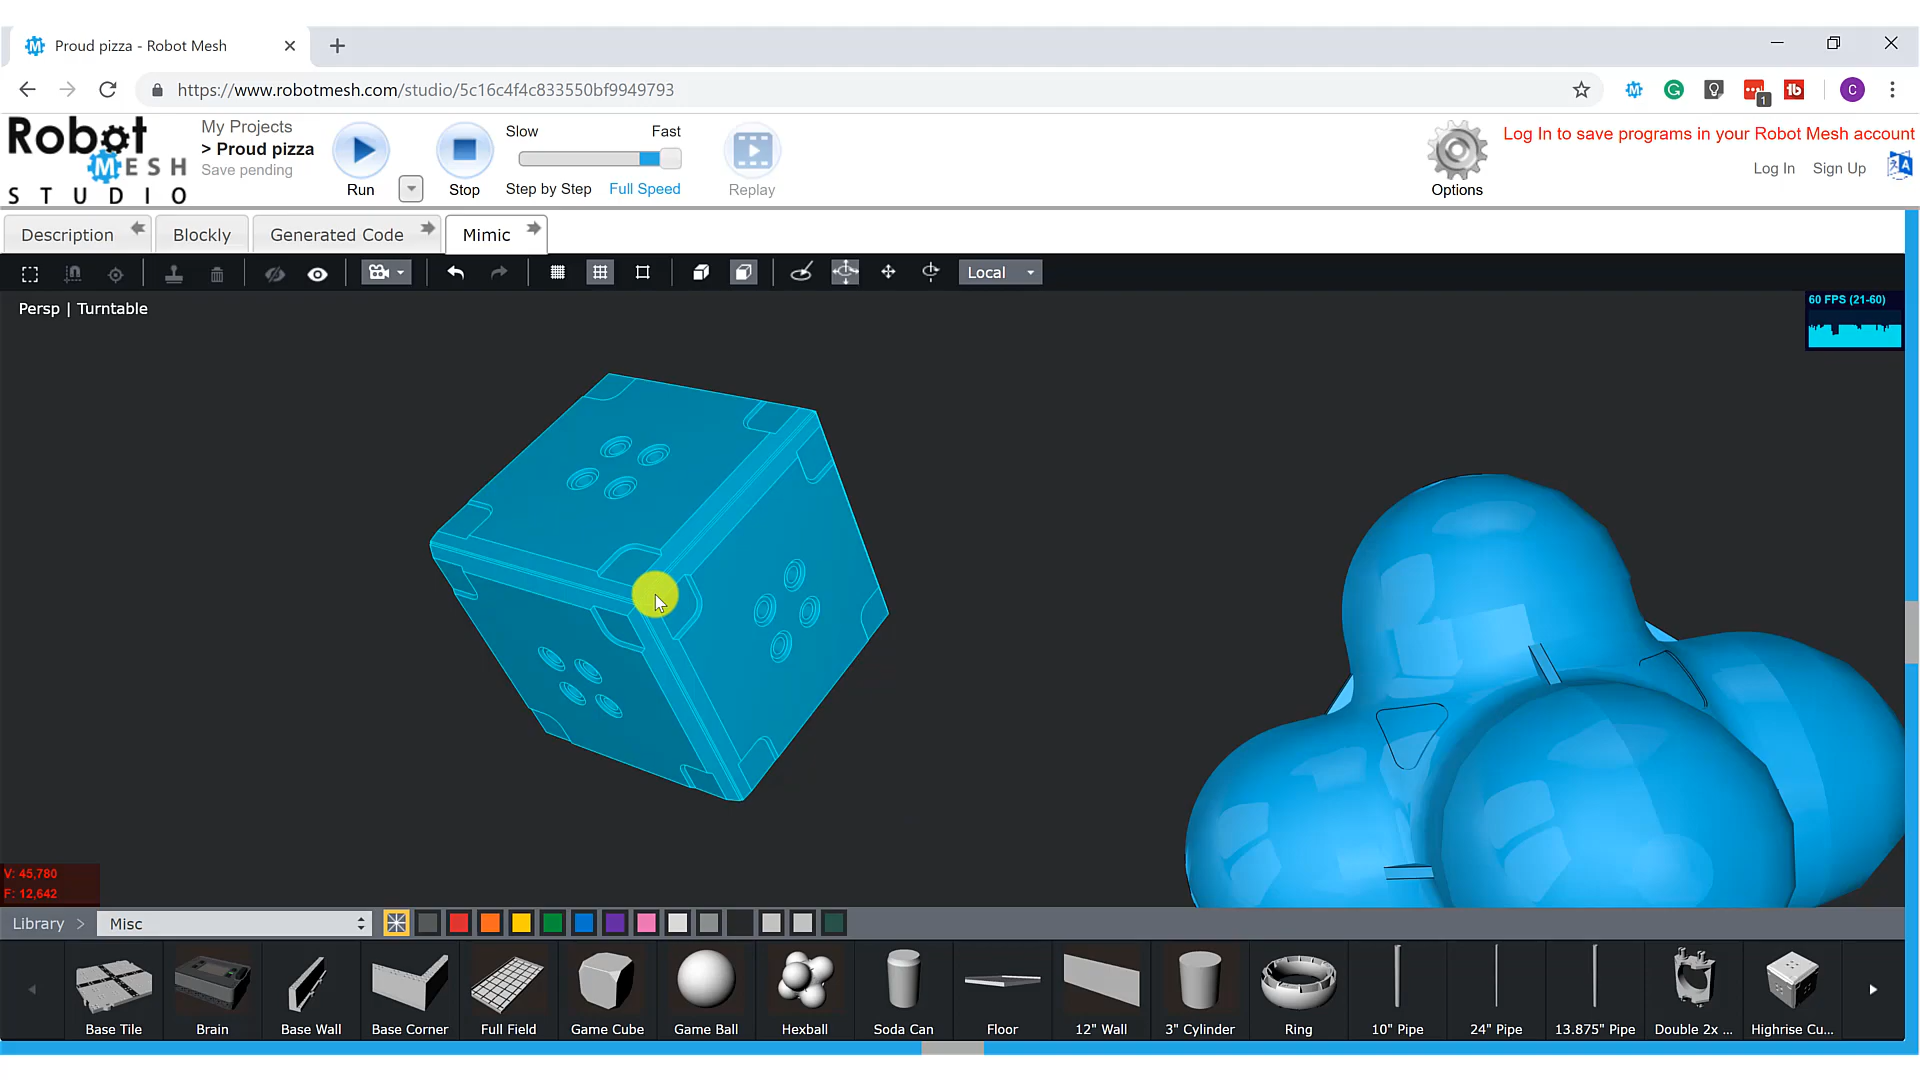 Proud pizza - Robot Mesh
https://www.robotmesh.com/studio/5c16c4f4c833550bf9949793
1
C
Robot
MESH
STUDIO
My Projects
> Proud pizza
Save pending
Run
Stop
Slow
Fast
Step by Step
Full Speed
Replay
Options
Log In to save programs in your Robot Mesh account
Log In
Sign Up
Description
Blockly
Generated Code
Mimic
Local
Persp | Turntable
60 FPS (21-60)
V: 45,780
F: 12,642
Library >
Misc
Base Tile
Brain
Base Wall
Base Corner
Full Field
Game Cube
Game Ball
Hexball
Soda Can
Floor
12" Wall
3" Cylinder
Ring
10" Pipe
24" Pipe
13.875" Pipe
Double 2x ...
Highrise Cu...